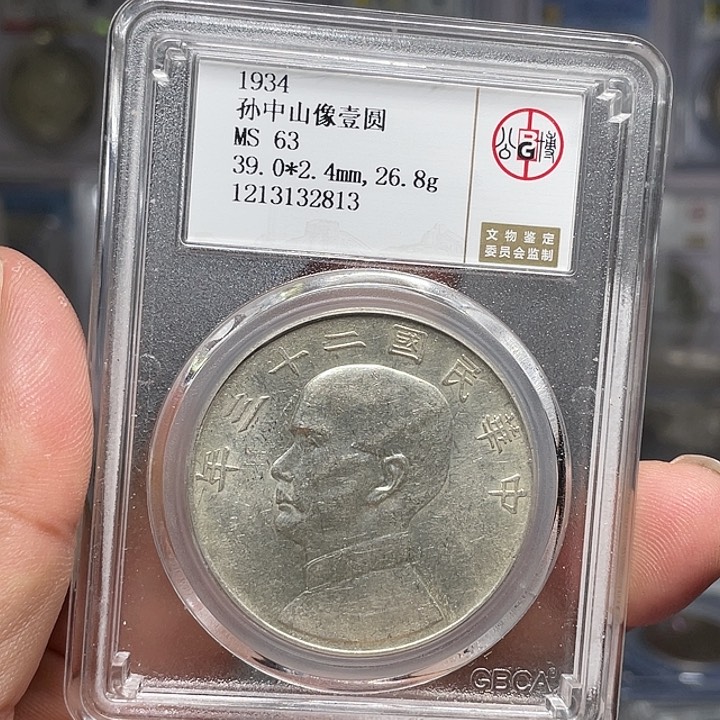 1934
孙中山像壹圆
MS 63
39.0*2.4mm,26.8g
1213132813
公博
BG
文物鉴定
委员会监制
年三十二國民華中
GBCA